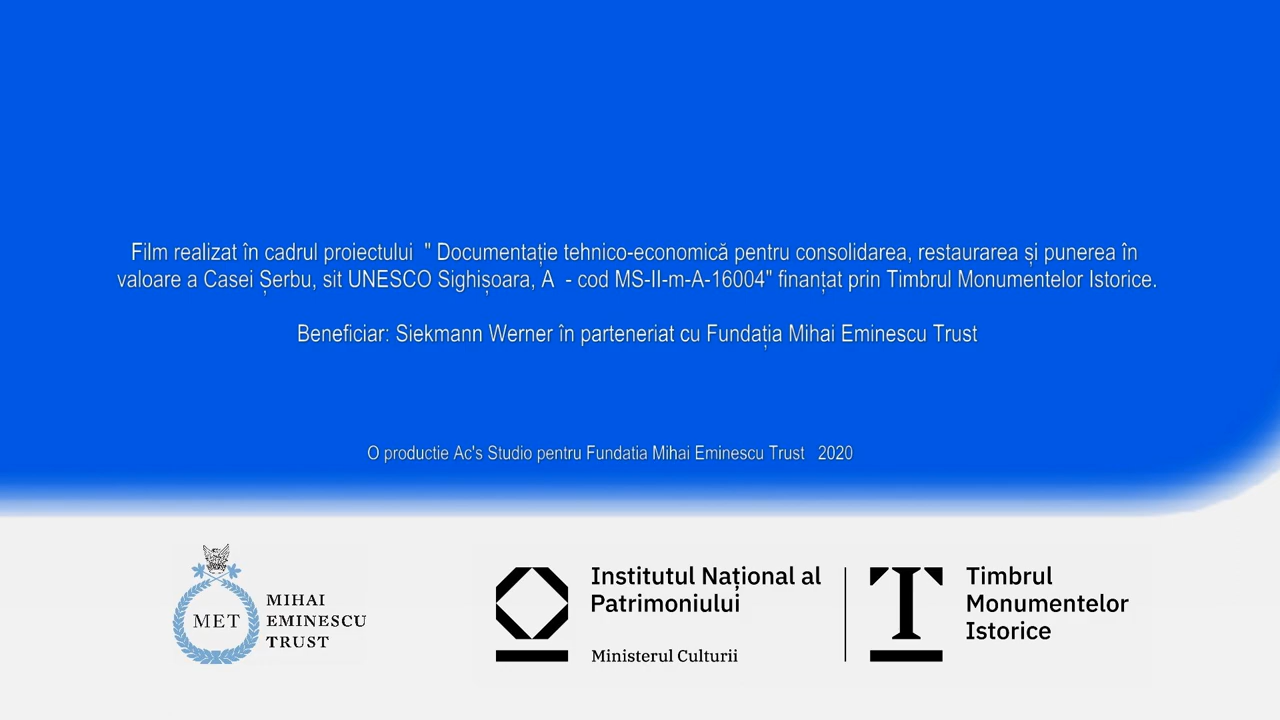 Film realizat în cadrul proiectului  " Documentație tehnico-economică pentru consolidarea, restaurarea și punerea în
valoare a Casei Șerbu, sit UNESCO Sighișoara, A  - cod MS-II-m-A-16004" finanțat prin Timbrul Monumentelor Istorice.
Beneficiar: Siekmann Werner în parteneriat cu Fundația Mihai Eminescu Trust
O productie Ac's Studio pentru Fundatia Mihai Eminescu Trust   2020
MET
MIHAI
EMINESCU
TRUST
Institutul Național al
Patrimoniului
Ministerul Culturii
Timbrul
Monumentelor
Istorice